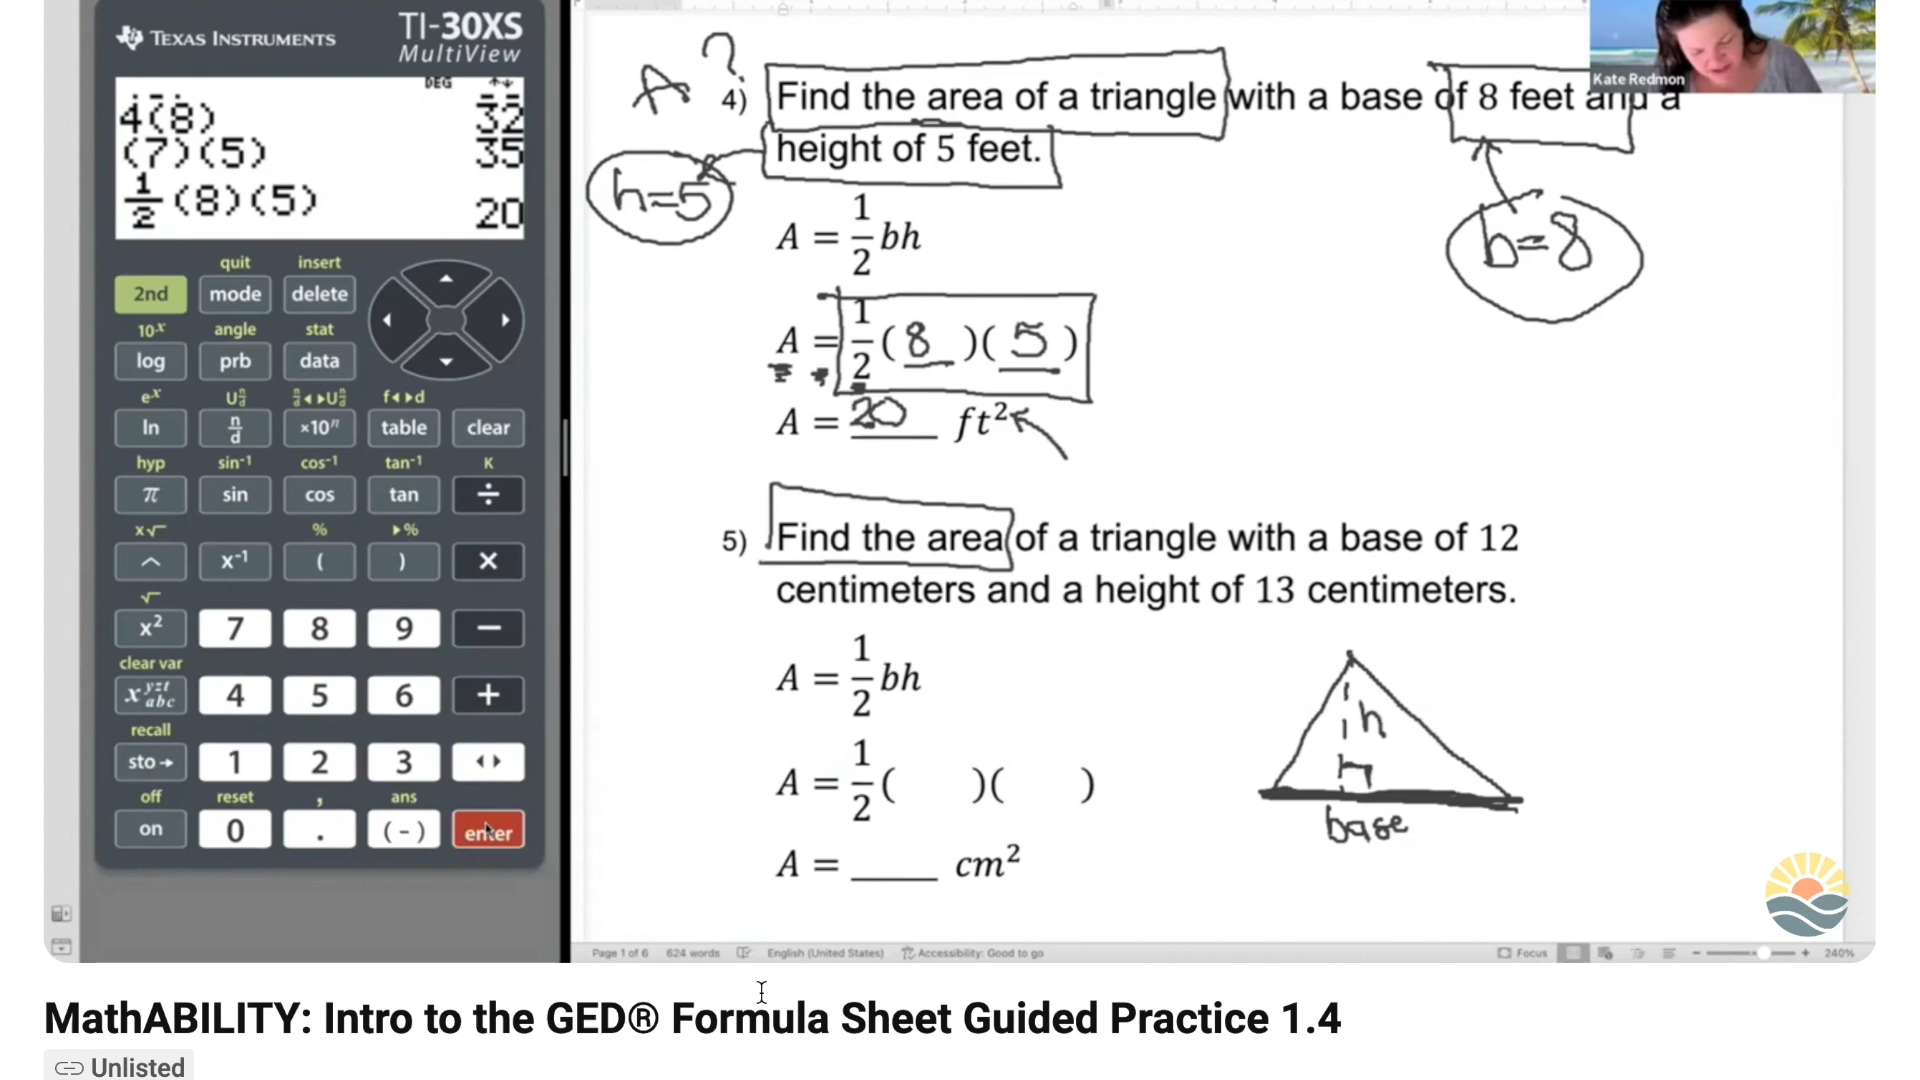 TEXAS INSTRUMENTS
TI-30XS
MultiView
DEG
4(8) 32
(7)(5) 35
1/2 (8)(5) 20
quit insert
2nd mode delete
10ˣ angle stat
log prb data
eˣ U n/d n/d ◂▸ U n/d f◂▸d
ln n/d ×10ⁿ table clear
hyp sin⁻¹ cos⁻¹ tan⁻¹ K
π sin cos tan ÷
x√ % ▸%
^ x⁻¹ ( ) ×
√
x² 7 8 9 −
clear var
x yzt abc 4 5 6 +
recall
sto→ 1 2 3 ◂▸
off reset , ans
on 0 . (-) enter
Kate Redmon
A ?
4) Find the area of a triangle with a base of 8 feet and a
height of 5 feet.
h=5
b=8
A = 1/2 bh
A = 1/2 ( 8 )( 5 )
A = 20 ft²
5) Find the area of a triangle with a base of 12
centimeters and a height of 13 centimeters.
A = 1/2 bh
A = 1/2 ( )( )
A = ____ cm²
h
base
Page 1 of 6 624 words English (United States) Accessibility: Good to go Focus 240%
MathABILITY: Intro to the GED® Formula Sheet Guided Practice 1.4
Unlisted